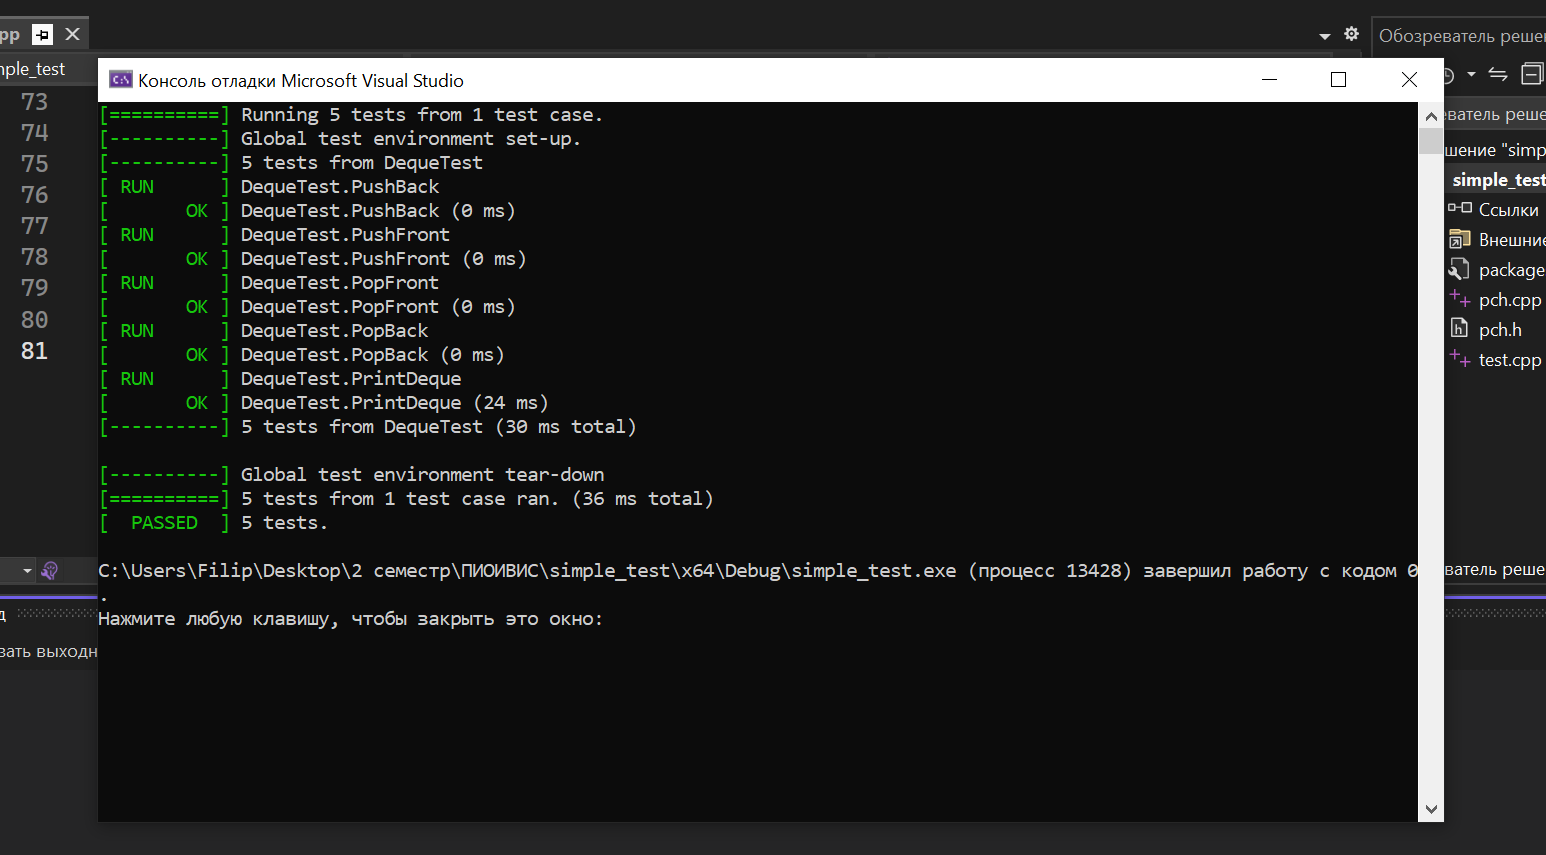 pp
Обозреватель реше
mple_test
Консоль отладки Microsoft Visual Studio
73
74
75
76
77
78
79
80
81
[==========] Running 5 tests from 1 test case.
[----------] Global test environment set-up.
[----------] 5 tests from DequeTest
[ RUN      ] DequeTest.PushBack
[       OK ] DequeTest.PushBack (0 ms)
[ RUN      ] DequeTest.PushFront
[       OK ] DequeTest.PushFront (0 ms)
[ RUN      ] DequeTest.PopFront
[       OK ] DequeTest.PopFront (0 ms)
[ RUN      ] DequeTest.PopBack
[       OK ] DequeTest.PopBack (0 ms)
[ RUN      ] DequeTest.PrintDeque
[       OK ] DequeTest.PrintDeque (24 ms)
[----------] 5 tests from DequeTest (30 ms total)
[----------] Global test environment tear-down
[==========] 5 tests from 1 test case ran. (36 ms total)
[  PASSED  ] 5 tests.
C:\Users\Filip\Desktop\2 семестр\ПИОИВИС\simple_test\x64\Debug\simple_test.exe (процесс 13428) завершил работу с кодом 0
.
Нажмите любую клавишу, чтобы закрыть это окно:
еватель реше
шение "simp
simple_test
Ссылки
Внешние
package
pch.cpp
pch.h
test.cpp
ватель реше
д
зать выходн